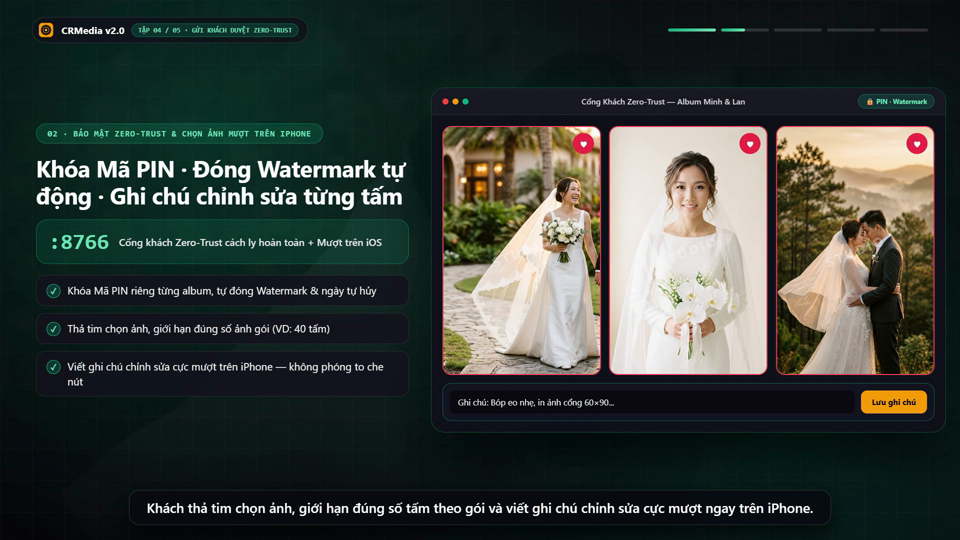 CRMedia v2.0
TẬP 04 / 05 · GỬI KHÁCH DUYỆT ZERO-TRUST
02 · BẢO MẬT ZERO-TRUST & CHỌN ẢNH MƯỢT TRÊN IPHONE
Khóa Mã PIN · Đóng Watermark tự
động · Ghi chú chỉnh sửa từng tấm
:8766 Cổng khách Zero-Trust cách ly hoàn toàn + Mượt trên iOS
Khóa Mã PIN riêng từng album, tự đóng Watermark & ngày tự hủy
Thả tim chọn ảnh, giới hạn đúng số ảnh gói (VD: 40 tấm)
Viết ghi chú chỉnh sửa cực mượt trên iPhone — không phóng to che
nút
Cổng Khách Zero-Trust — Album Minh & Lan
PIN · Watermark
Ghi chú: Bóp eo nhẹ, in ảnh cổng 60×90...
Lưu ghi chú
Khách thả tim chọn ảnh, giới hạn đúng số tấm theo gói và viết ghi chú chỉnh sửa cực mượt ngay trên iPhone.